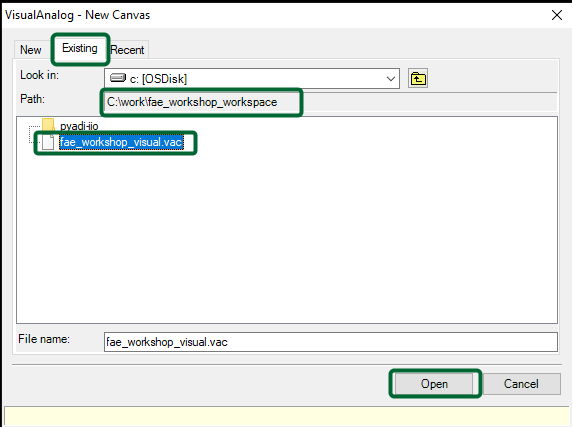 VisualAnalog - New Canvas
New Existing Recent
Look in: c: [OSDisk]
Path: C:\work\fae_workshop_workspace
pyadi-iio
fae_workshop_visual.vac
File name: fae_workshop_visual.vac
Open Cancel